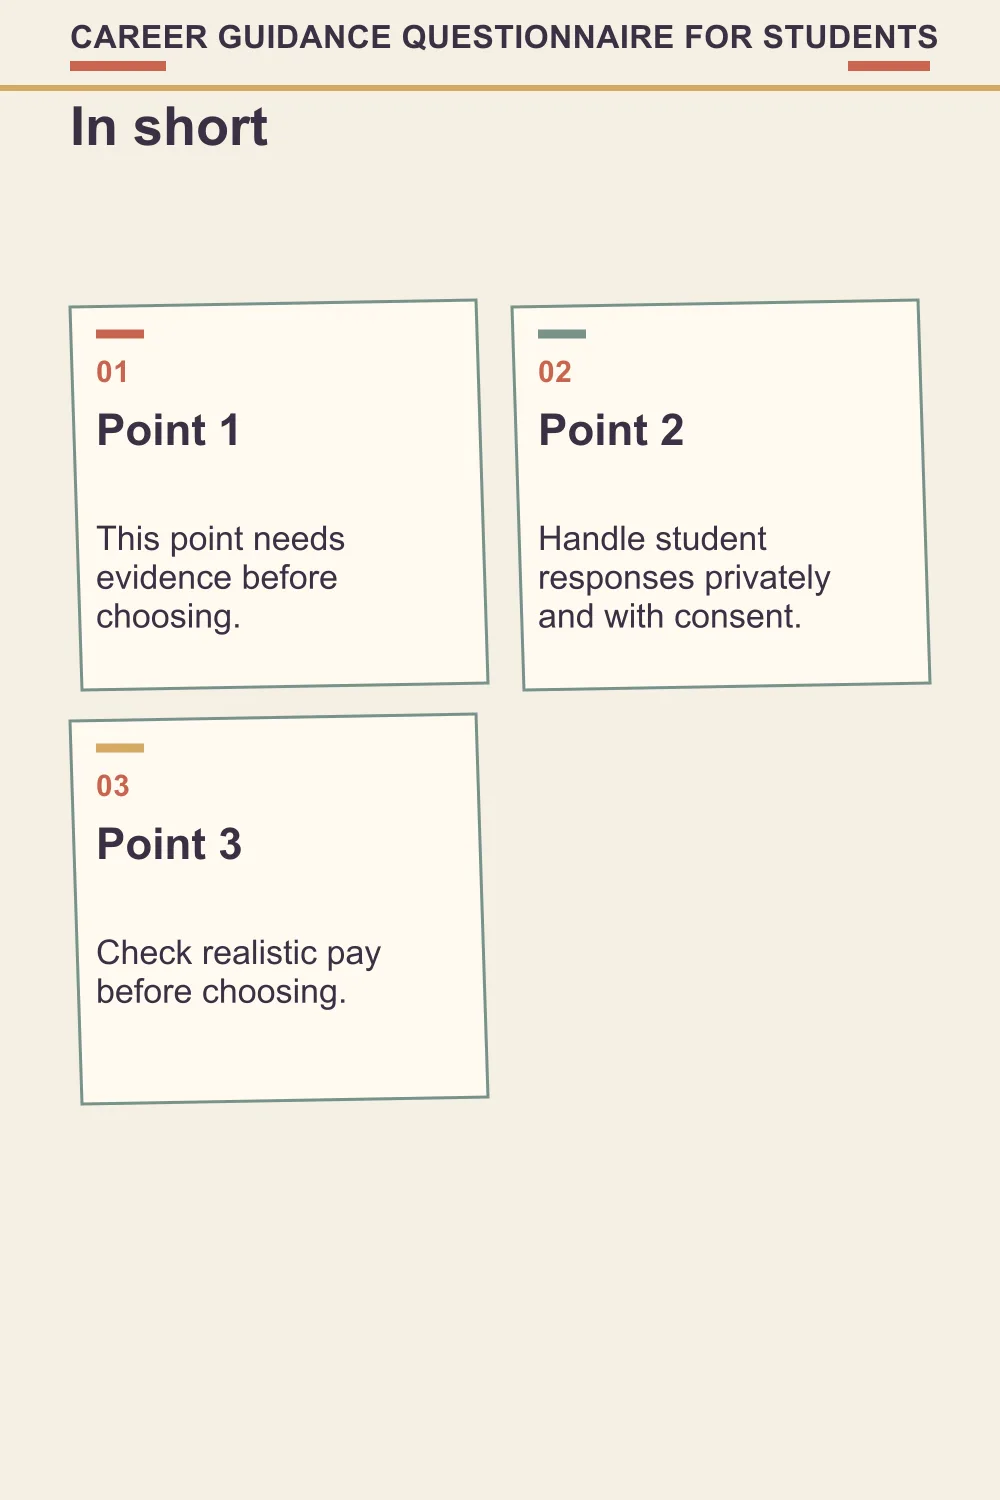 CAREER GUIDANCE QUESTIONNAIRE FOR STUDENTS
In short
01
Point 1
This point needs
evidence before
choosing.
02
Point 2
Handle student
responses privately
and with consent.
03
Point 3
Check realistic pay
before choosing.